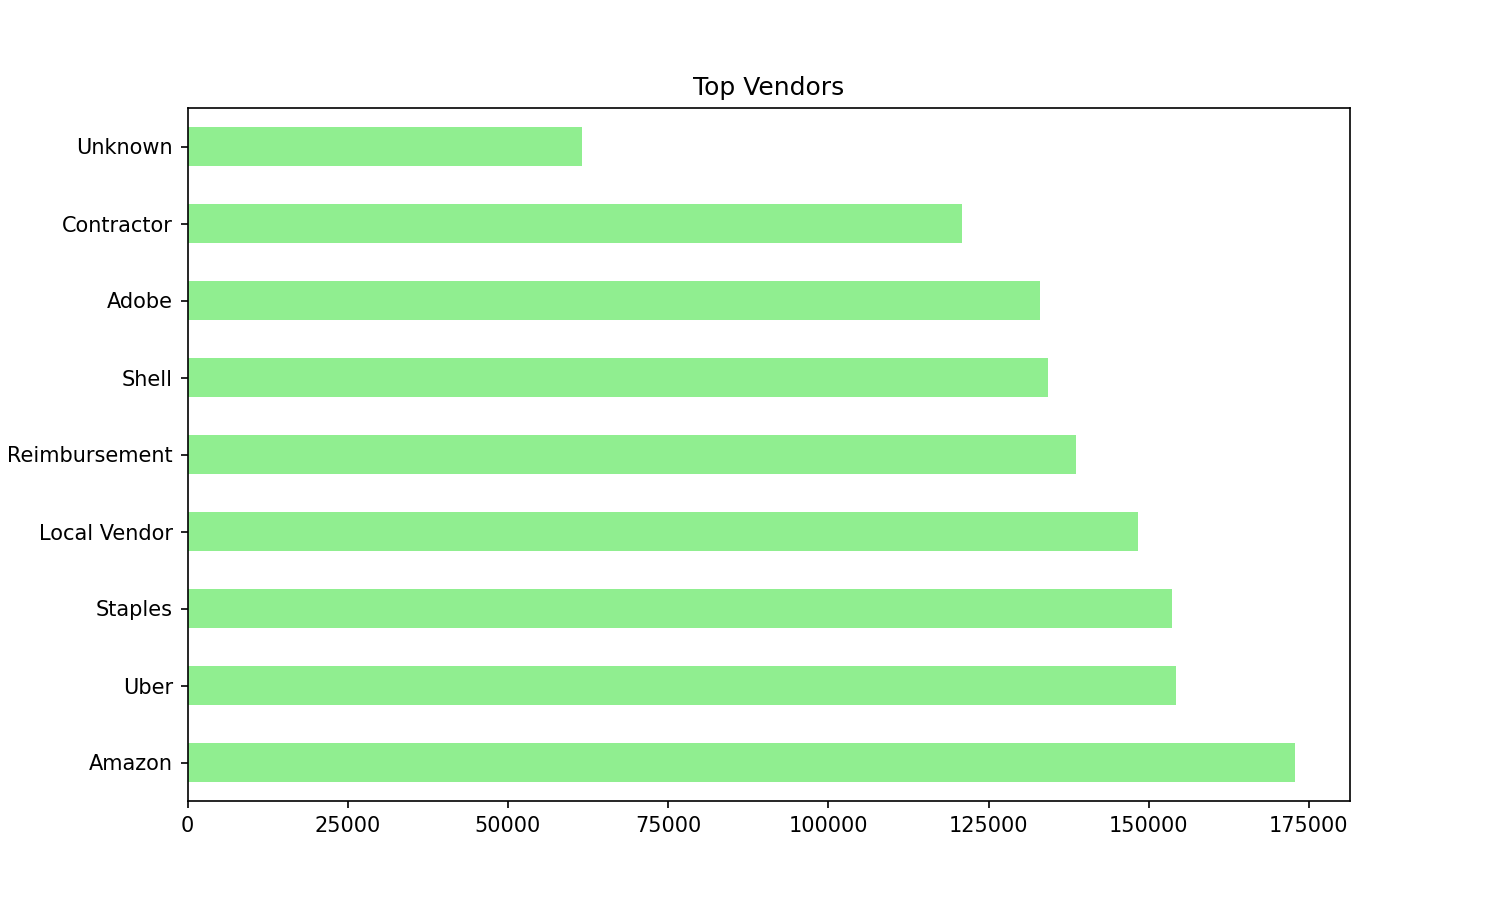 Top Vendors
Unknown
Contractor
Adobe
Shell
Reimbursement
Local Vendor
Staples
Uber
Amazon
0 25000 50000 75000 100000 125000 150000 175000